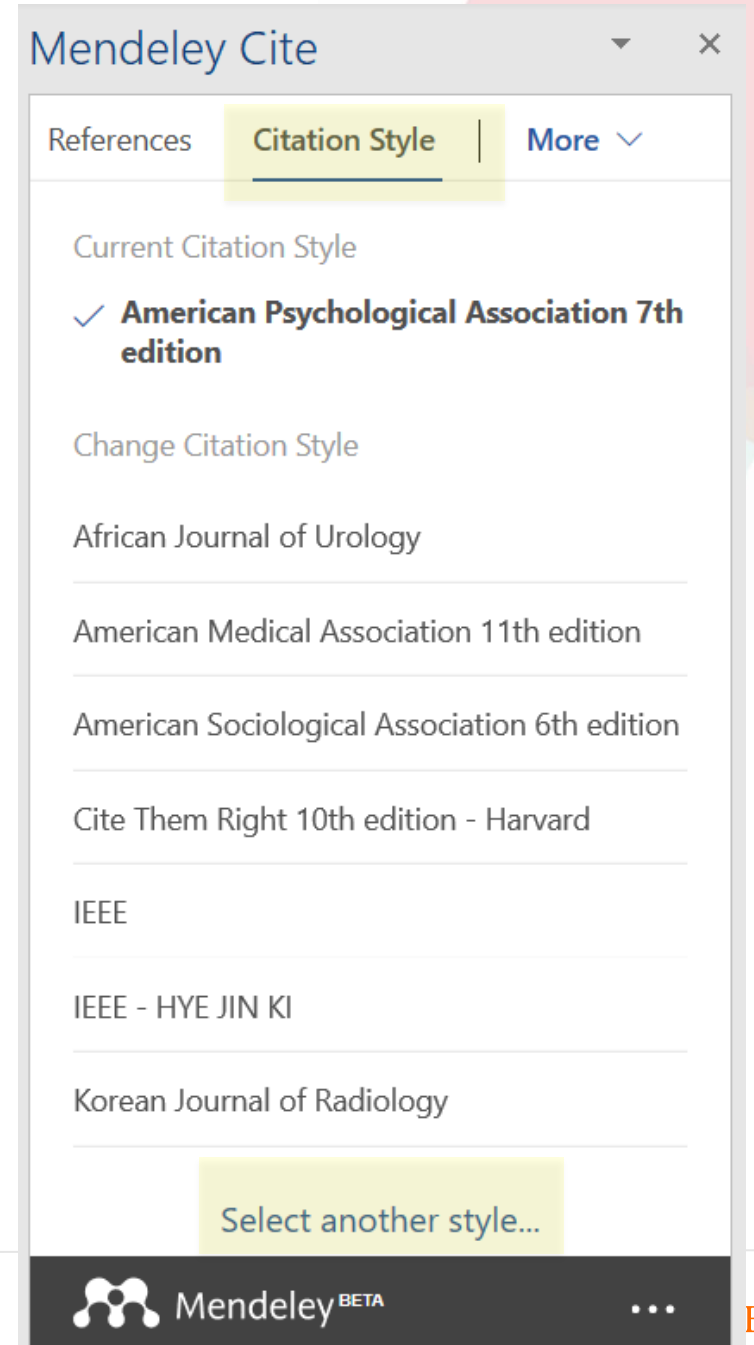 Mendeley Cite
References Citation Style | More
Current Citation Style
American Psychological Association 7th
edition
Change Citation Style
African Journal of Urology
American Medical Association 11th edition
American Sociological Association 6th edition
Cite Them Right 10th edition - Harvard
IEEE
IEEE - HYE JIN KI
Korean Journal of Radiology
Select another style...
Mendeley BETA
...